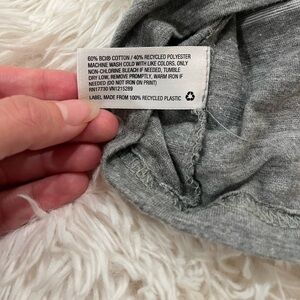 60% BCI® COTTON / 40% RECYCLED POLYESTER
MACHINE WASH COLD WITH LIKE COLORS, ONLY
NON-CHLORINE BLEACH IF NEEDED, TUMBLE
DRY LOW, REMOVE PROMPTLY, WARM IRON IF
NEEDED (DO NOT IRON ON PRINT)
RN17730 VN1215289
LABEL MADE FROM 100% RECYCLED PLASTIC